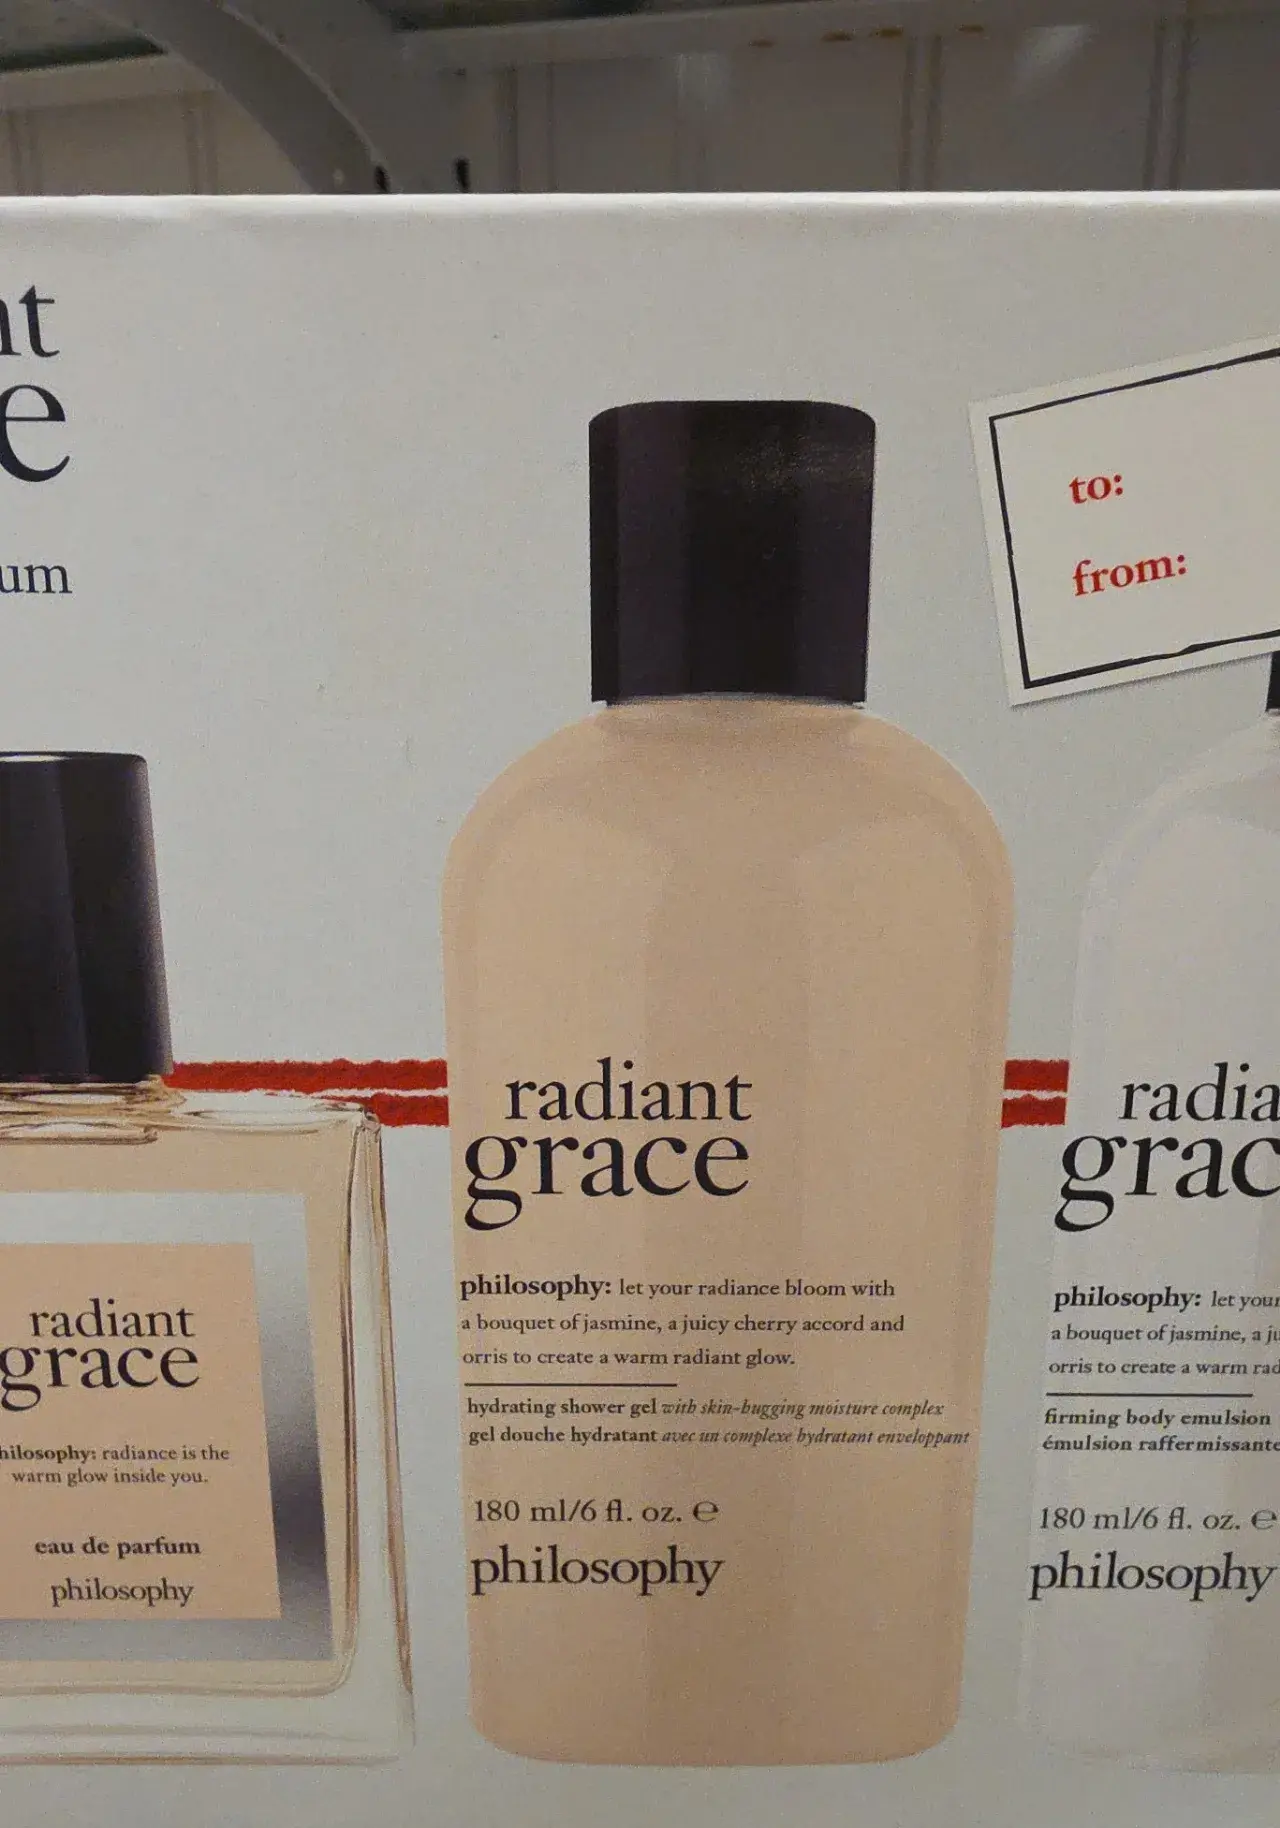 nt
e
um
to:
from:
radiant
grace
philosophy: radiance is the
warm glow inside you.
eau de parfum
philosophy
radiant
grace
philosophy: let your radiance bloom with
a bouquet of jasmine, a juicy cherry accord and
orris to create a warm radiant glow.
hydrating shower gel with skin-hugging moisture complex
gel douche hydratant avec un complexe hydratant enveloppant
180 ml/6 fl. oz. ℮
philosophy
radia
grac
philosophy: let your
a bouquet of jasmine, a ju
orris to create a warm rad
firming body emulsion
émulsion raffermissante
180 ml/6 fl. oz. ℮
philosophy